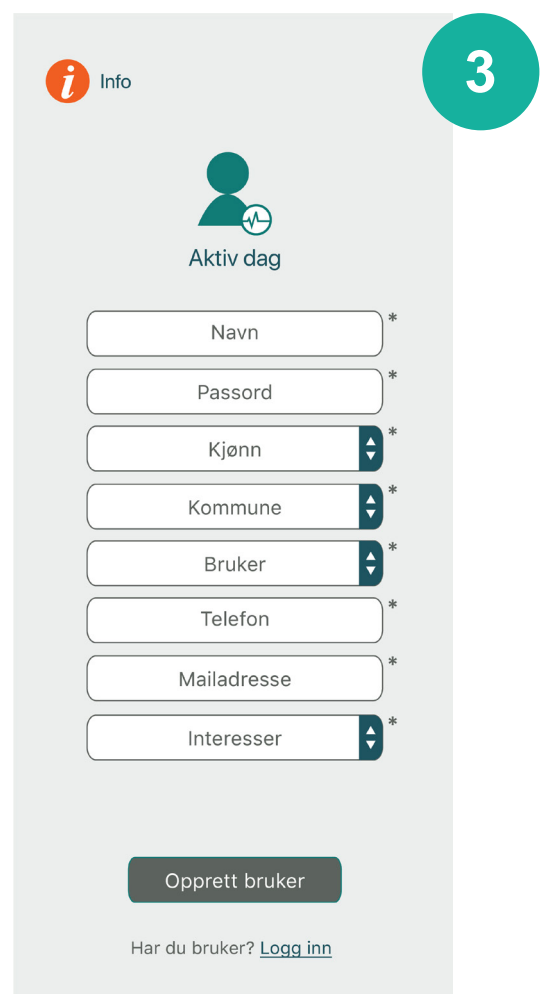 3
i Info
Aktiv dag
Navn *
Passord *
Kjønn *
Kommune *
Bruker *
Telefon *
Mailadresse *
Interesser *
Opprett bruker
Har du bruker? Logg inn